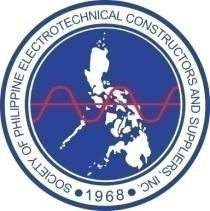 SOCIETY OF PHILIPPINE ELECTROTECHNICAL CONSTRUCTORS AND SUPPLIERS, INC.
• 1968 •